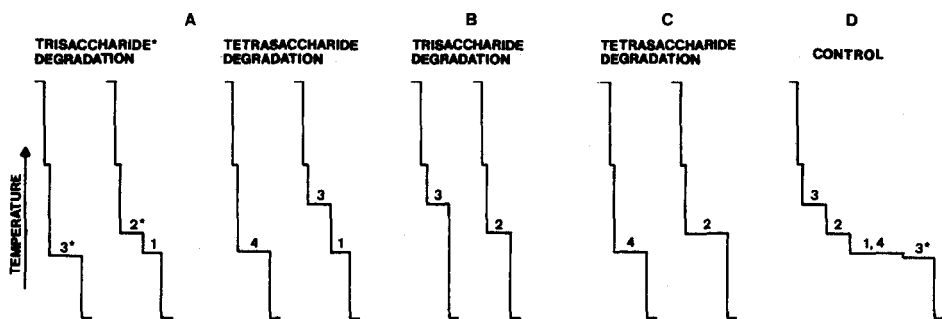 A
B
C
D
TRISACCHARIDE*
DEGRADATION
TETRASACCHARIDE
DEGRADATION
TRISACCHARIDE
DEGRADATION
TETRASACCHARIDE
DEGRADATION
CONTROL
TEMPERATURE
3*
2*
1
4
3
1
3
2
4
2
3
2
1,4
3*